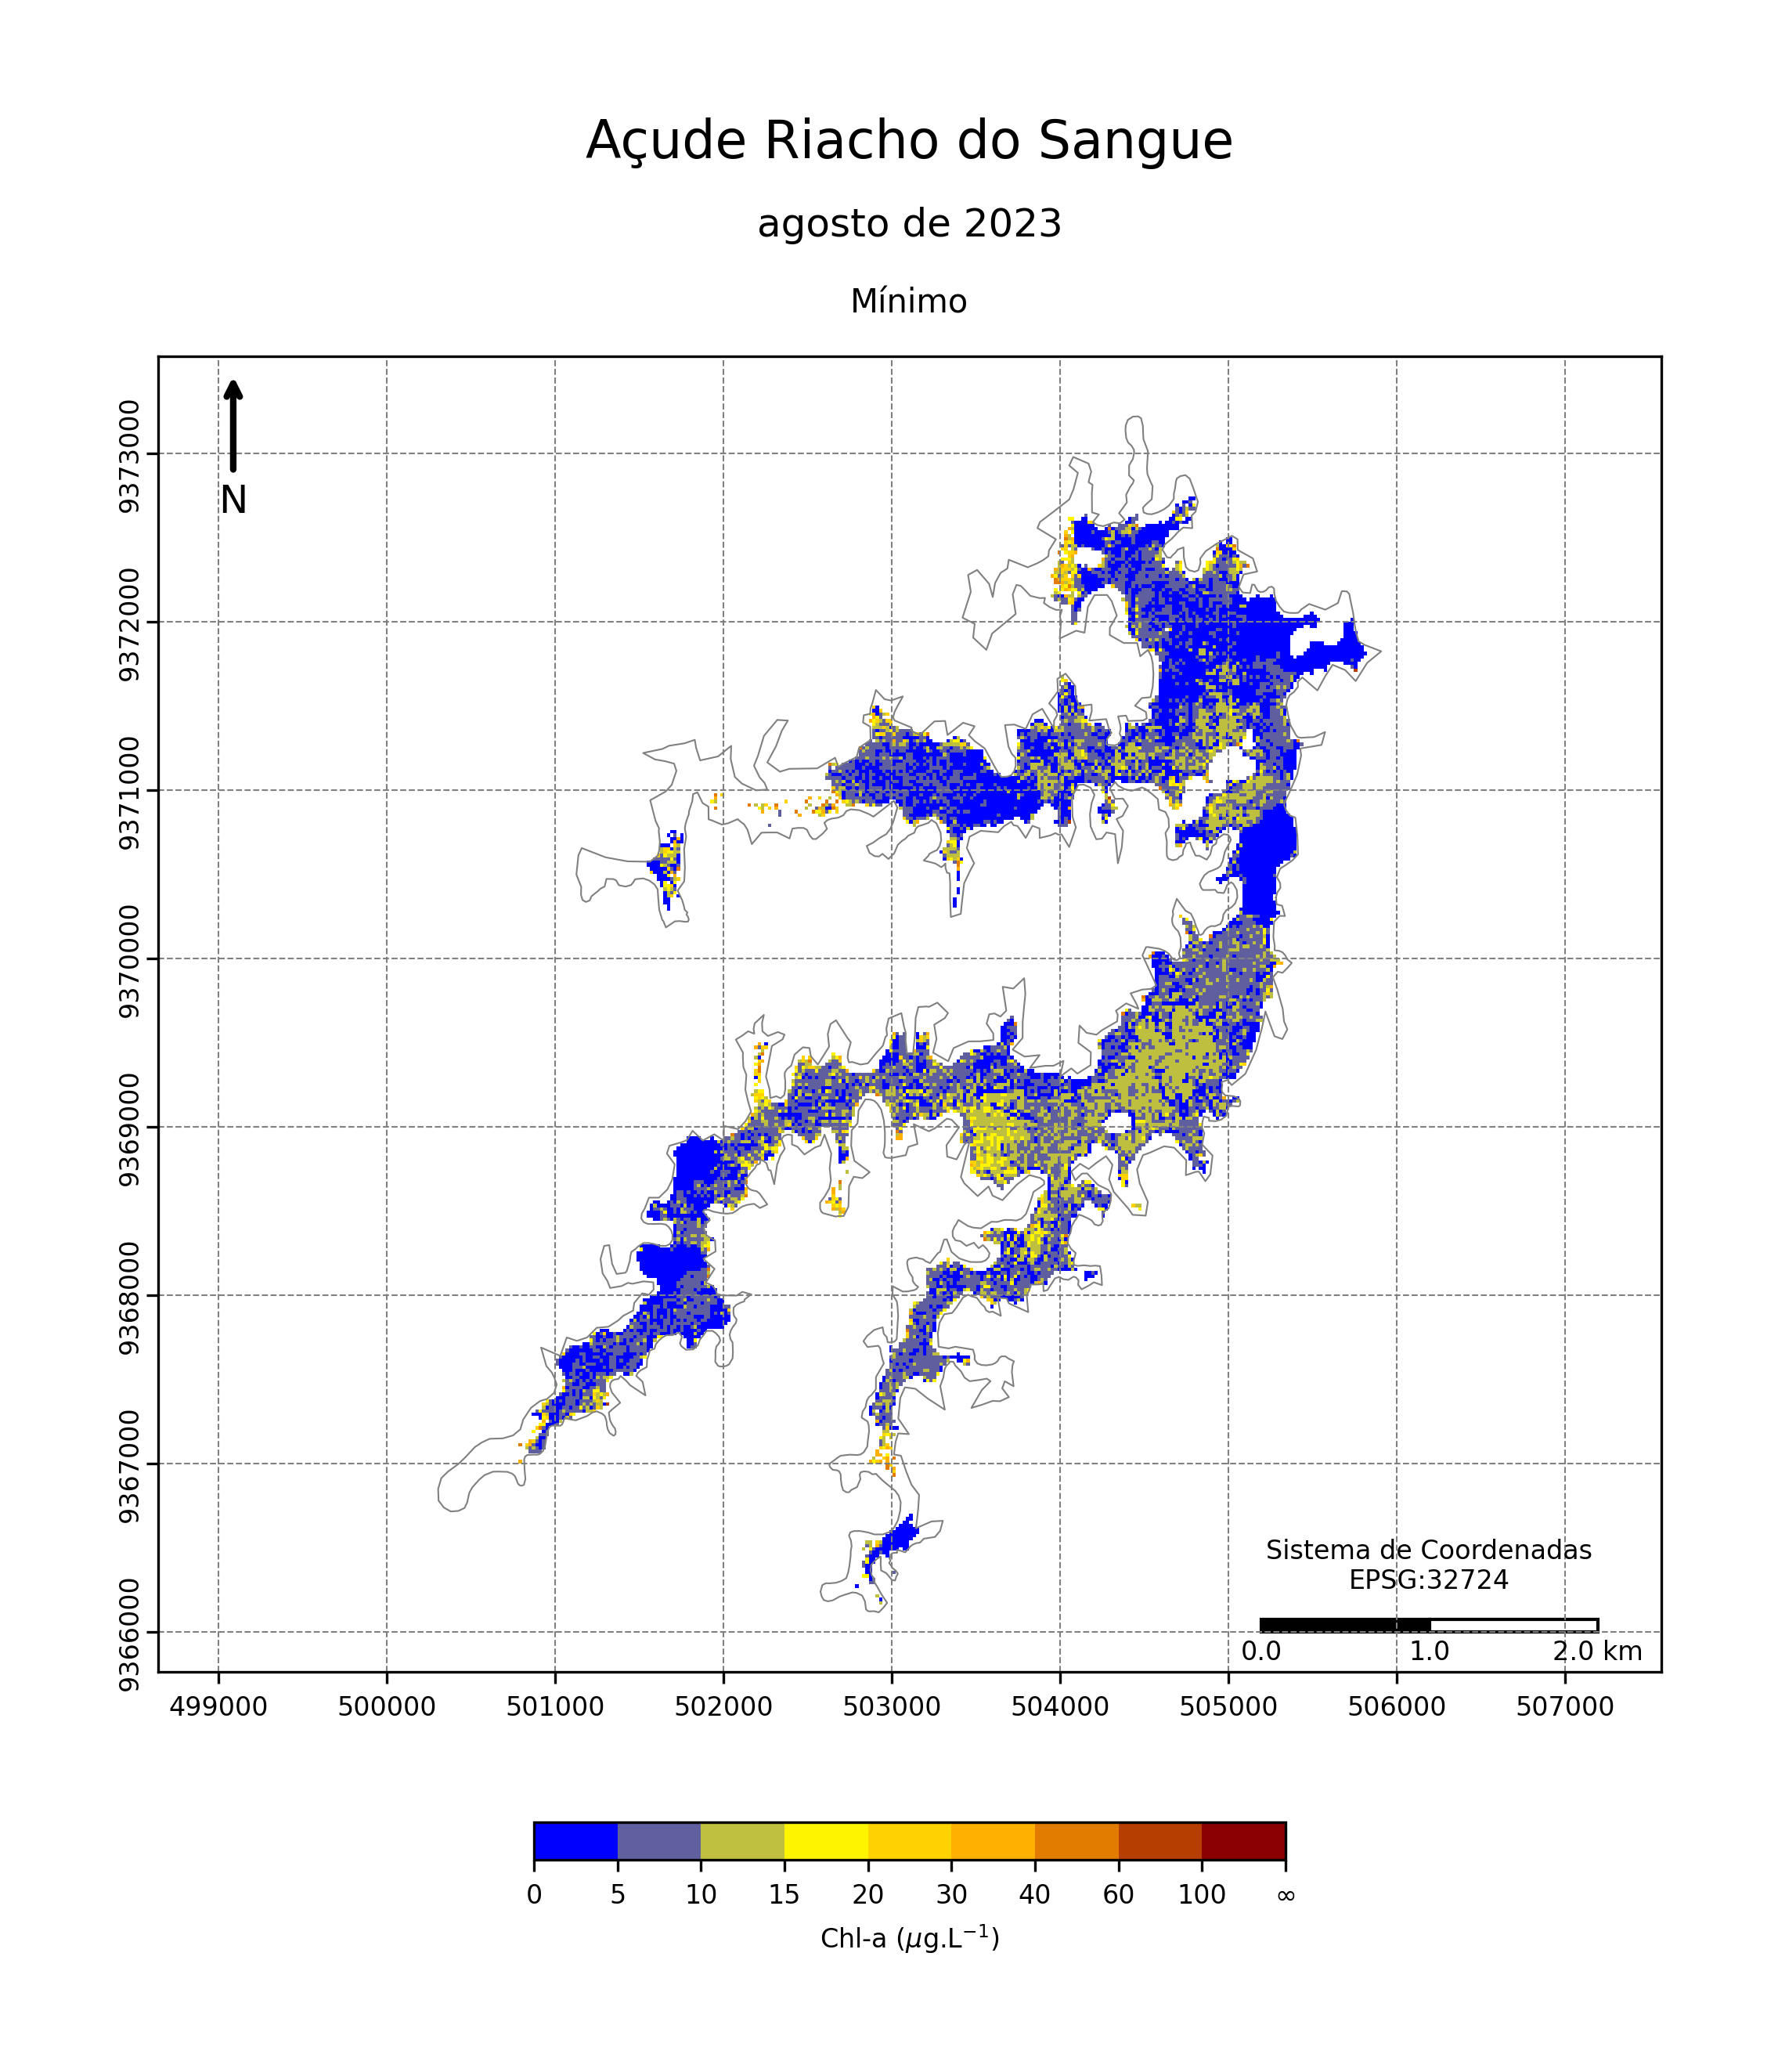 Açude Riacho do Sangue
agosto de 2023
Mínimo
N
9373000
9372000
9371000
9370000
9369000
9368000
9367000
9366000
Sistema de Coordenadas
EPSG:32724
0.0 1.0 2.0 km
499000 500000 501000 502000 503000 504000 505000 506000 507000
0 5 10 15 20 30 40 60 100 ∞
Chl-a (μg.L⁻¹)